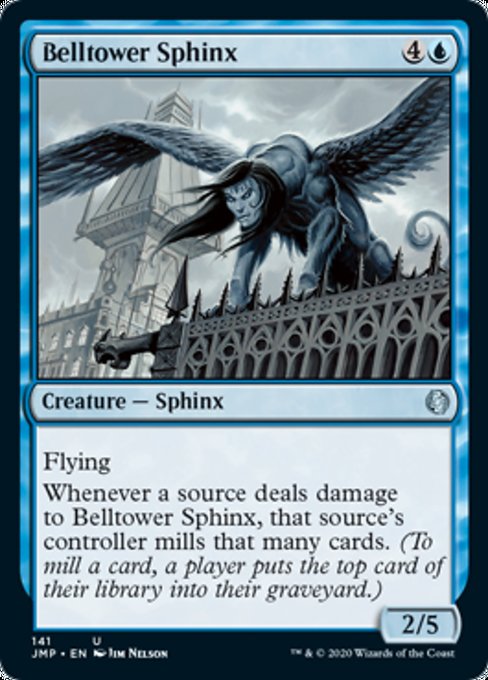 Belltower Sphinx 4
Creature — Sphinx
Flying
Whenever a source deals damage
to Belltower Sphinx, that source's
controller mills that many cards. (To
mill a card, a player puts the top card of
their library into their graveyard.)
2/5
141 U
JMP • EN Jim Nelson
™ & © 2020 Wizards of the Coast